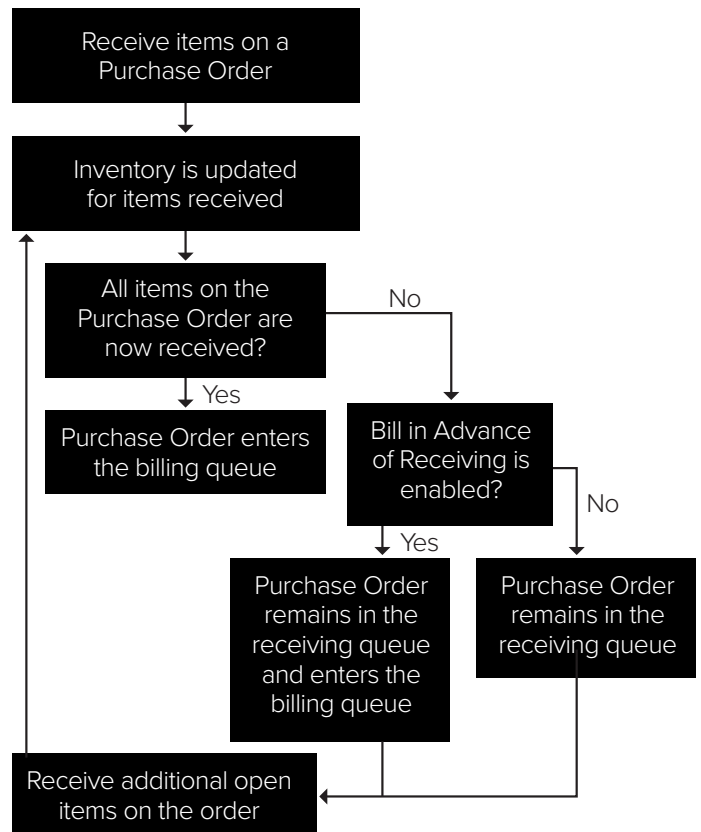 Receive items on a
Purchase Order
Inventory is updated
for items received
All items on the
Purchase Order are
now received?
No
Yes
Purchase Order enters
the billing queue
Bill in Advance
of Receiving is
enabled?
No
Yes
Purchase Order
remains in the
receiving queue
and enters the
billing queue
Purchase Order
remains in the
receiving queue
Receive additional open
items on the order